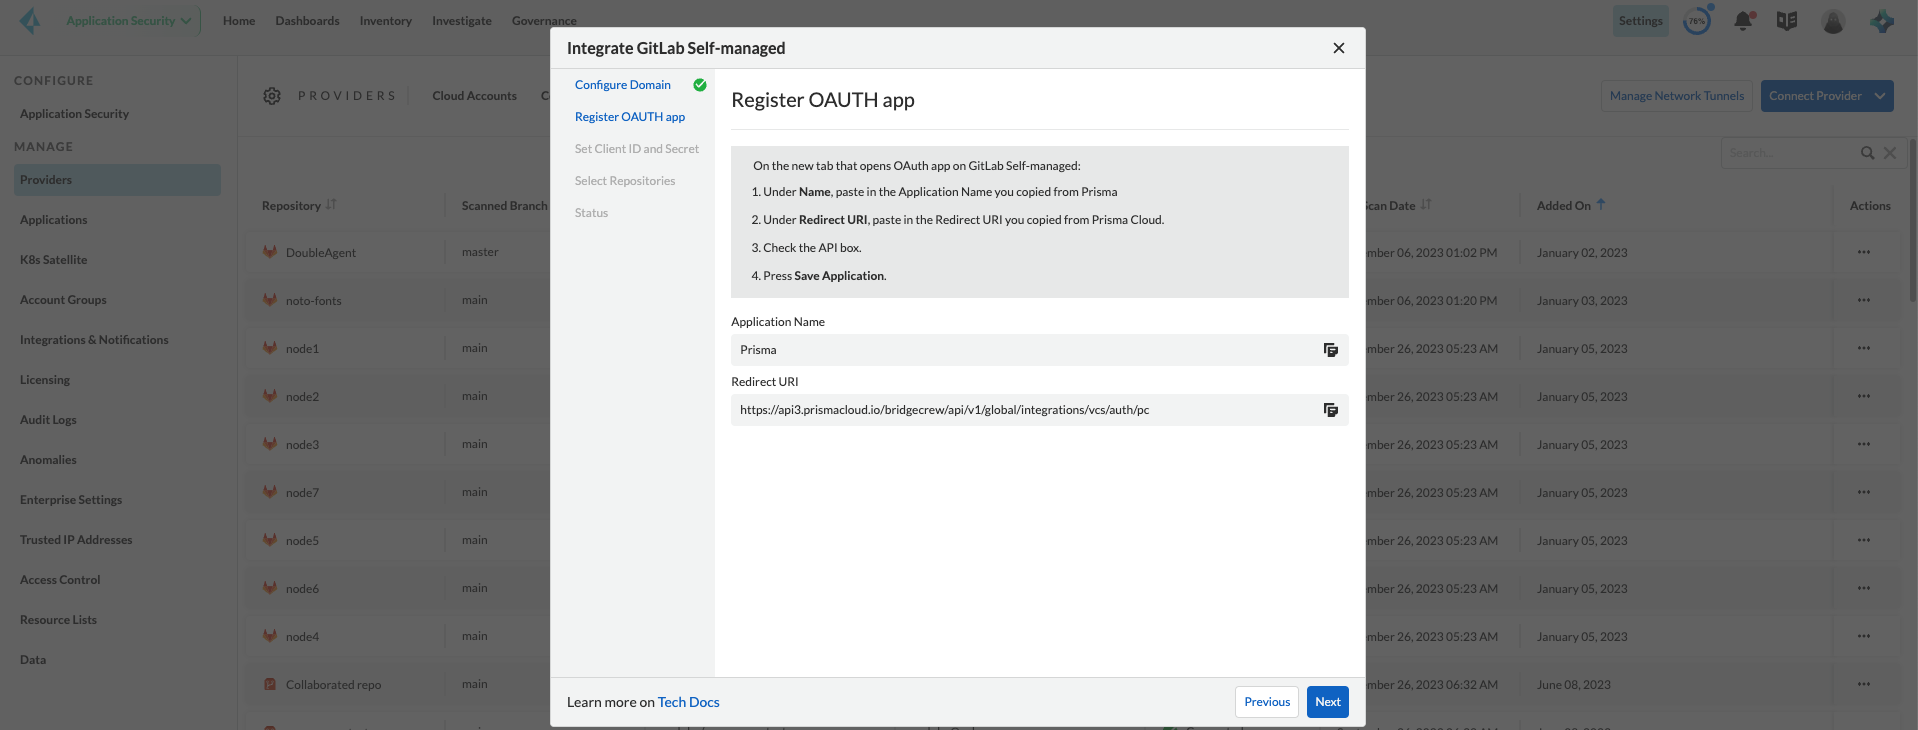 Application Security
Home
Dashboards
Inventory
Investigate
Governance
Settings
76%
Integrate GitLab Self-managed
CONFIGURE
Application Security
MANAGE
Providers
Applications
K8s Satellite
Account Groups
Integrations & Notifications
Licensing
Audit Logs
Anomalies
Enterprise Settings
Trusted IP Addresses
Access Control
Resource Lists
Data
PROVIDERS
Cloud Accounts
Manage Network Tunnels
Connect Provider
Search...
Configure Domain
Register OAUTH app
Set Client ID and Secret
Select Repositories
Status
Register OAUTH app
On the new tab that opens OAuth app on GitLab Self-managed:
1. Under Name, paste in the Application Name you copied from Prisma
2. Under Redirect URI, paste in the Redirect URI you copied from Prisma Cloud.
3. Check the API box.
4. Press Save Application.
Application Name
Prisma
Redirect URI
https://api3.prismacloud.io/bridgecrew/api/v1/global/integrations/vcs/auth/pc
Learn more on Tech Docs
Previous
Next
Repository Scanned Branch Scan Date Added On Actions
DoubleAgent master mber 06, 2023 01:02 PM January 02, 2023
noto-fonts main mber 06, 2023 01:20 PM January 03, 2023
node1 main mber 26, 2023 05:23 AM January 05, 2023
node2 main mber 26, 2023 05:23 AM January 05, 2023
node3 main mber 26, 2023 05:23 AM January 05, 2023
node7 main mber 26, 2023 05:23 AM January 05, 2023
node5 main mber 26, 2023 05:23 AM January 05, 2023
node6 main mber 26, 2023 05:23 AM January 05, 2023
node4 main mber 26, 2023 05:23 AM January 05, 2023
Collaborated repo main mber 26, 2023 06:32 AM June 08, 2023